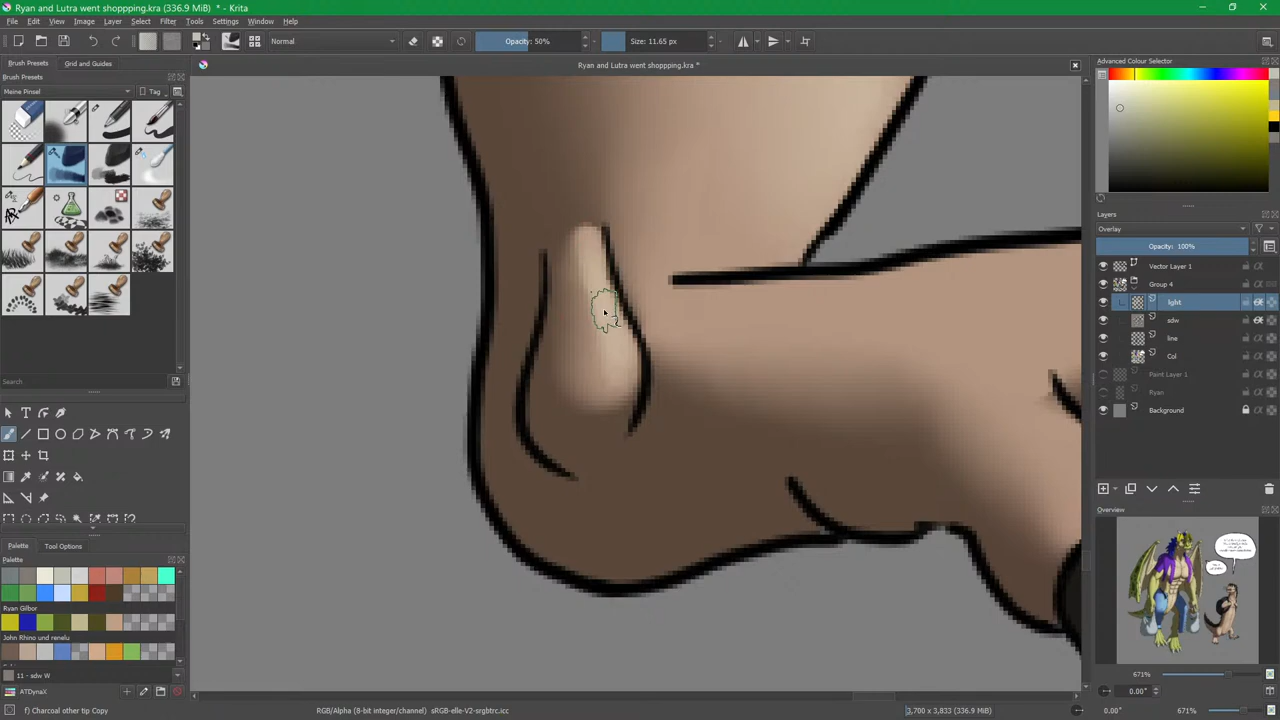 Ryan and Lutra went shoppping.kra (336.9 MiB) * - Krita
File Edit View Image Layer Select Filter Tools Settings Window Help
Normal
Opacity: 50%
Size: 11.65 px
Brush Presets
Grid and Guides
Ryan and Lutra went shoppping.kra *
Brush Presets
Meine Pinsel
Tag
Search
Palette
Tool Options
Palette
Ryan Gilbor
John Rhino und renelu
11 - sdw W
ATDynaX
f) Charcoal other tip Copy
RGB/Alpha (8-bit integer/channel) sRGB-elle-V2-srgbtrc.icc
3,700 x 3,833 (336.9 MiB)
0.00°
671%
Advanced Colour Selector
Layers
Overlay
Opacity: 100%
Vector Layer 1
Group 4
lght
sdw
line
Col
Paint Layer 1
Ryan
Background
Overview
671%
0.00°